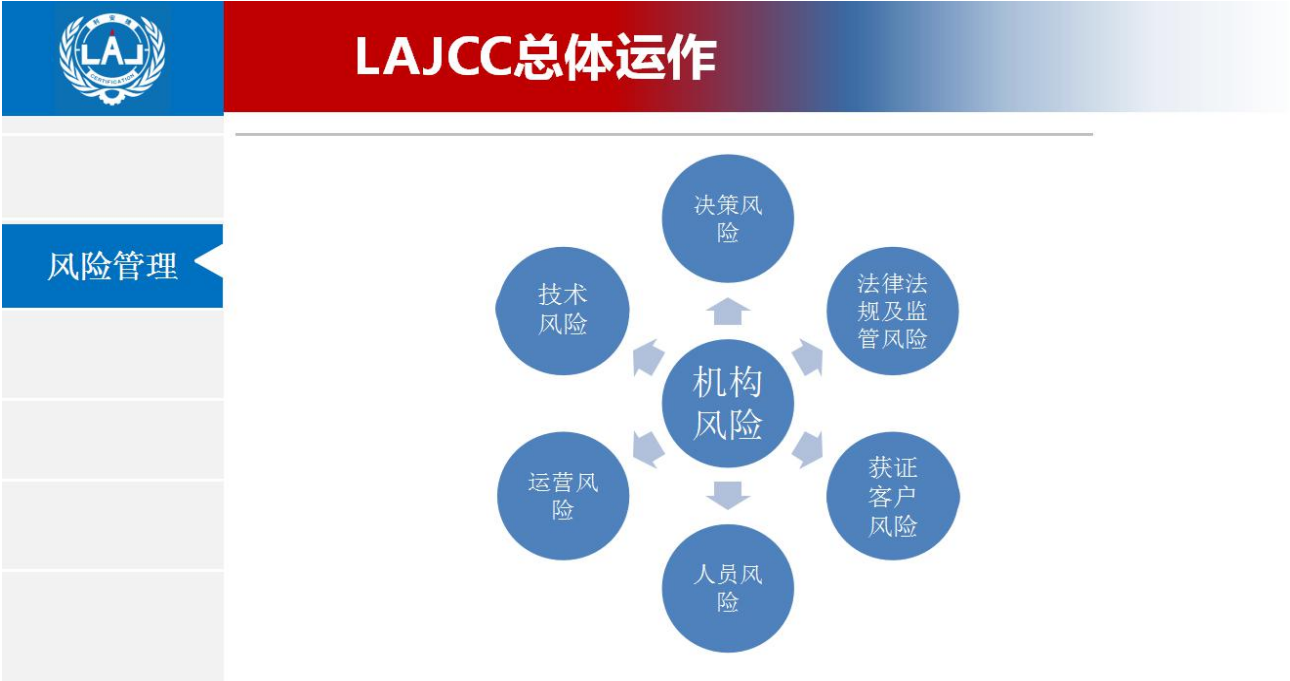 LAJ
CERTIFICATION
LAJCC总体运作
风险管理
决策风
险
法律法
规及监
管风险
获证
客户
风险
人员风
险
运营风
险
技术
风险
机构
风险